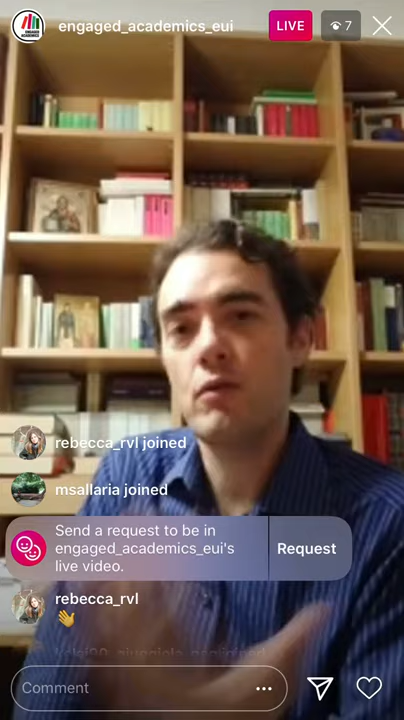 engaged_academics_eui
LIVE
7
rebecca_rvl joined
msallaria joined
Send a request to be in
engaged_academics_eui's
live video.
Request
rebecca_rvl
👋
Comment